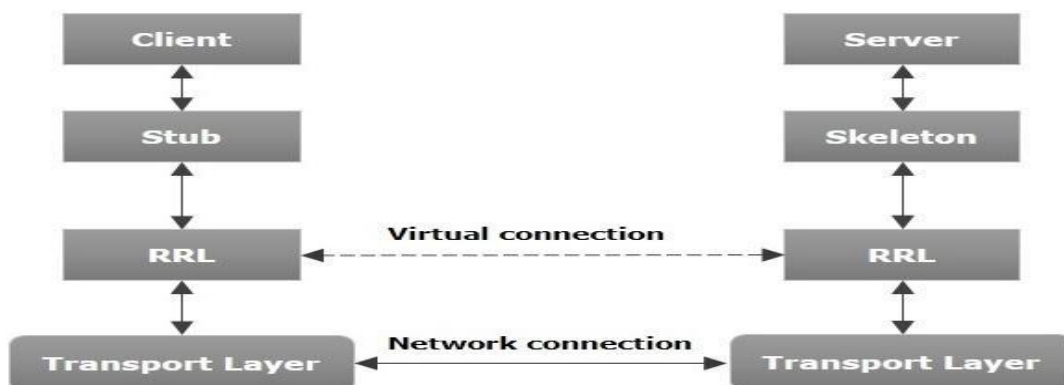 Client
Server
Stub
Skeleton
Virtual connection
RRL
RRL
Network connection
Transport Layer
Transport Layer